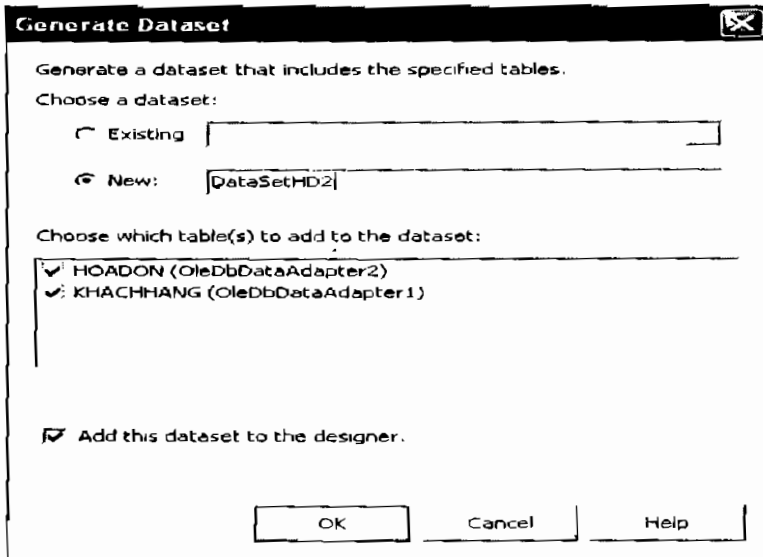 Generate Dataset
Generate a dataset that includes the specified tables.
Choose a dataset:
Existing
New: DataSetHD2
Choose which table(s) to add to the dataset:
HOADON (OleDbDataAdapter2)
KHACHHANG (OleDbDataAdapter1)
Add this dataset to the designer.
OK Cancel Help